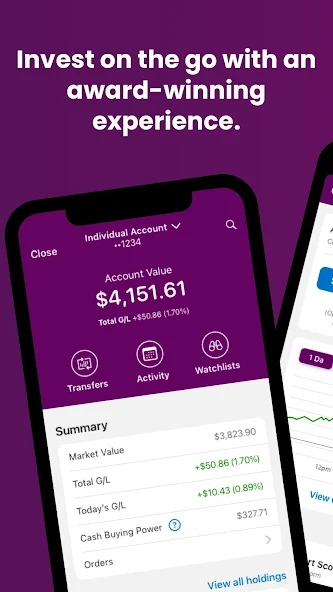 Invest on the go with an
award-winning
experience.
Close
Individual Account
••1234
Account Value
$4,151.61
Total G/L +$50.86 (1.70%)
Transfers
Activity
Watchlists
Summary
Market Value $3,823.90
Total G/L +$50.86 (1.70%)
Today's G/L +$10.43 (0.89%)
Cash Buying Power ? $327.71
Orders
View all holdings
1 Da
12pm
View